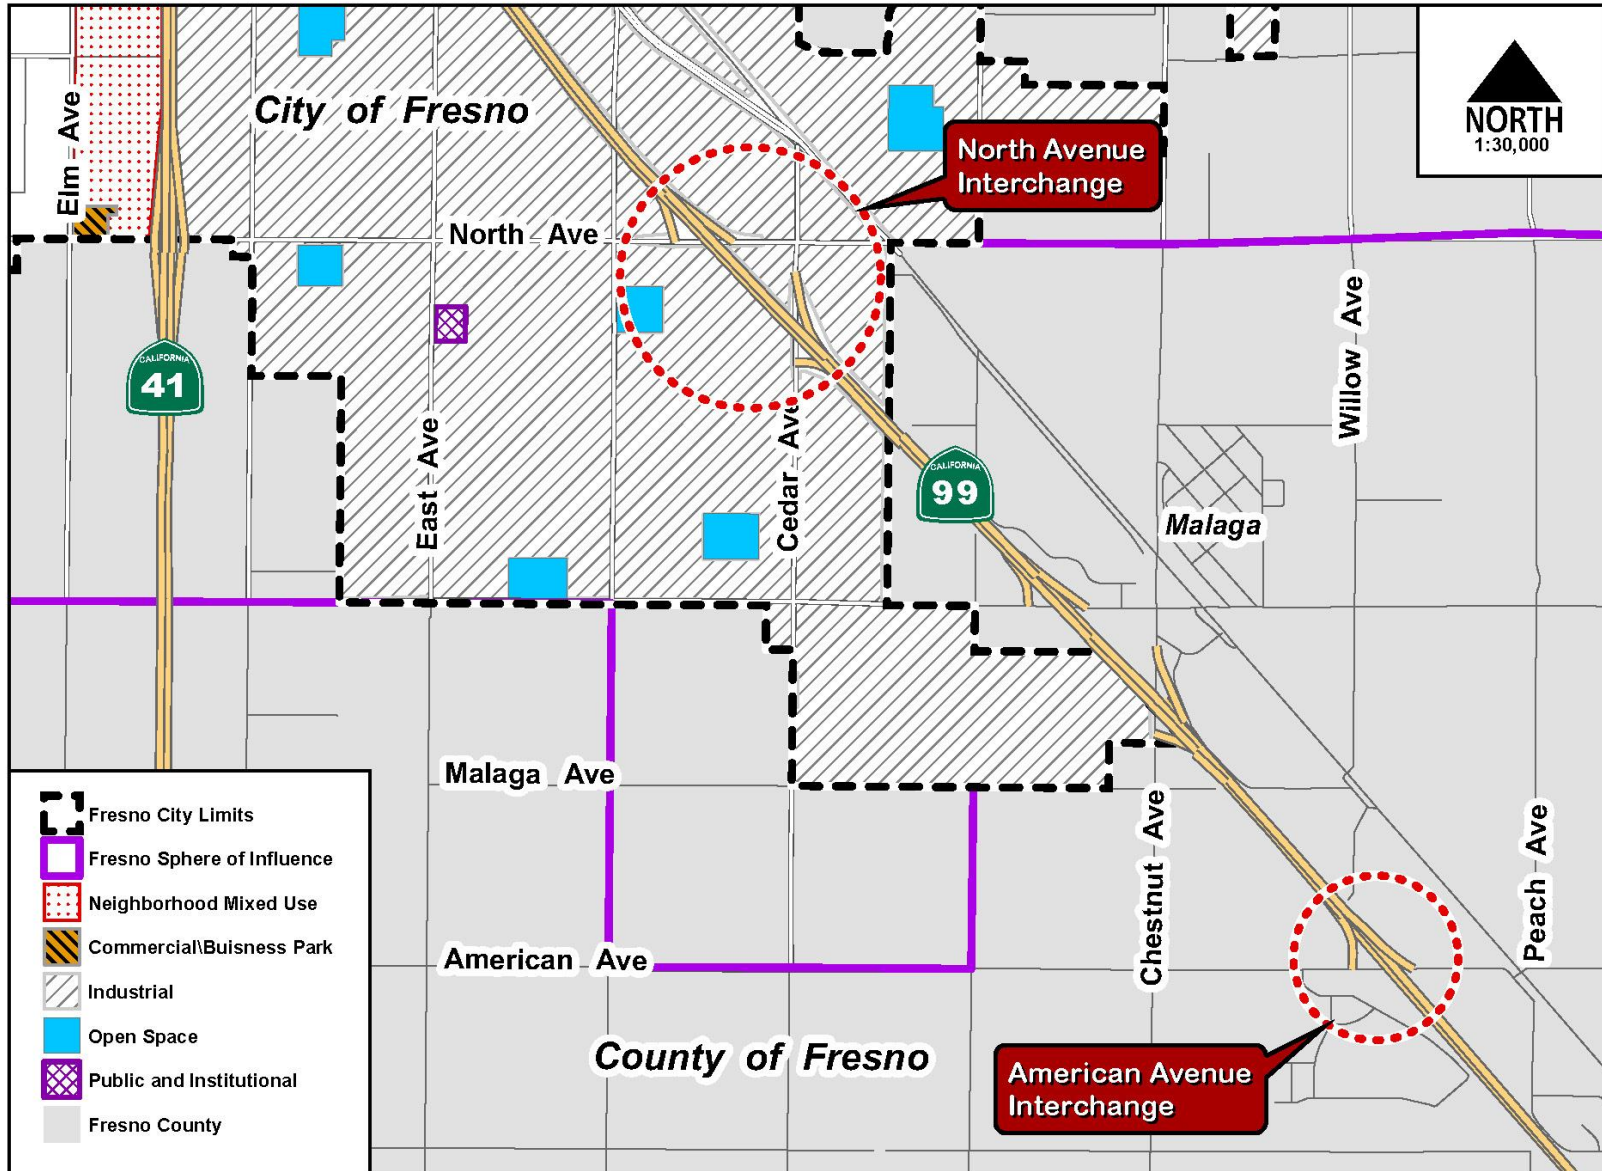 City of Fresno
NORTH
1:30,000
Elm Ave
North Avenue
Interchange
North Ave
CALIFORNIA
41
East Ave
Cedar Ave
CALIFORNIA
99
Willow Ave
Malaga
Malaga Ave
Chestnut Ave
Peach Ave
American Ave
County of Fresno
American Avenue
Interchange
Fresno City Limits
Fresno Sphere of Influence
Neighborhood Mixed Use
Commercial\Buisness Park
Industrial
Open Space
Public and Institutional
Fresno County